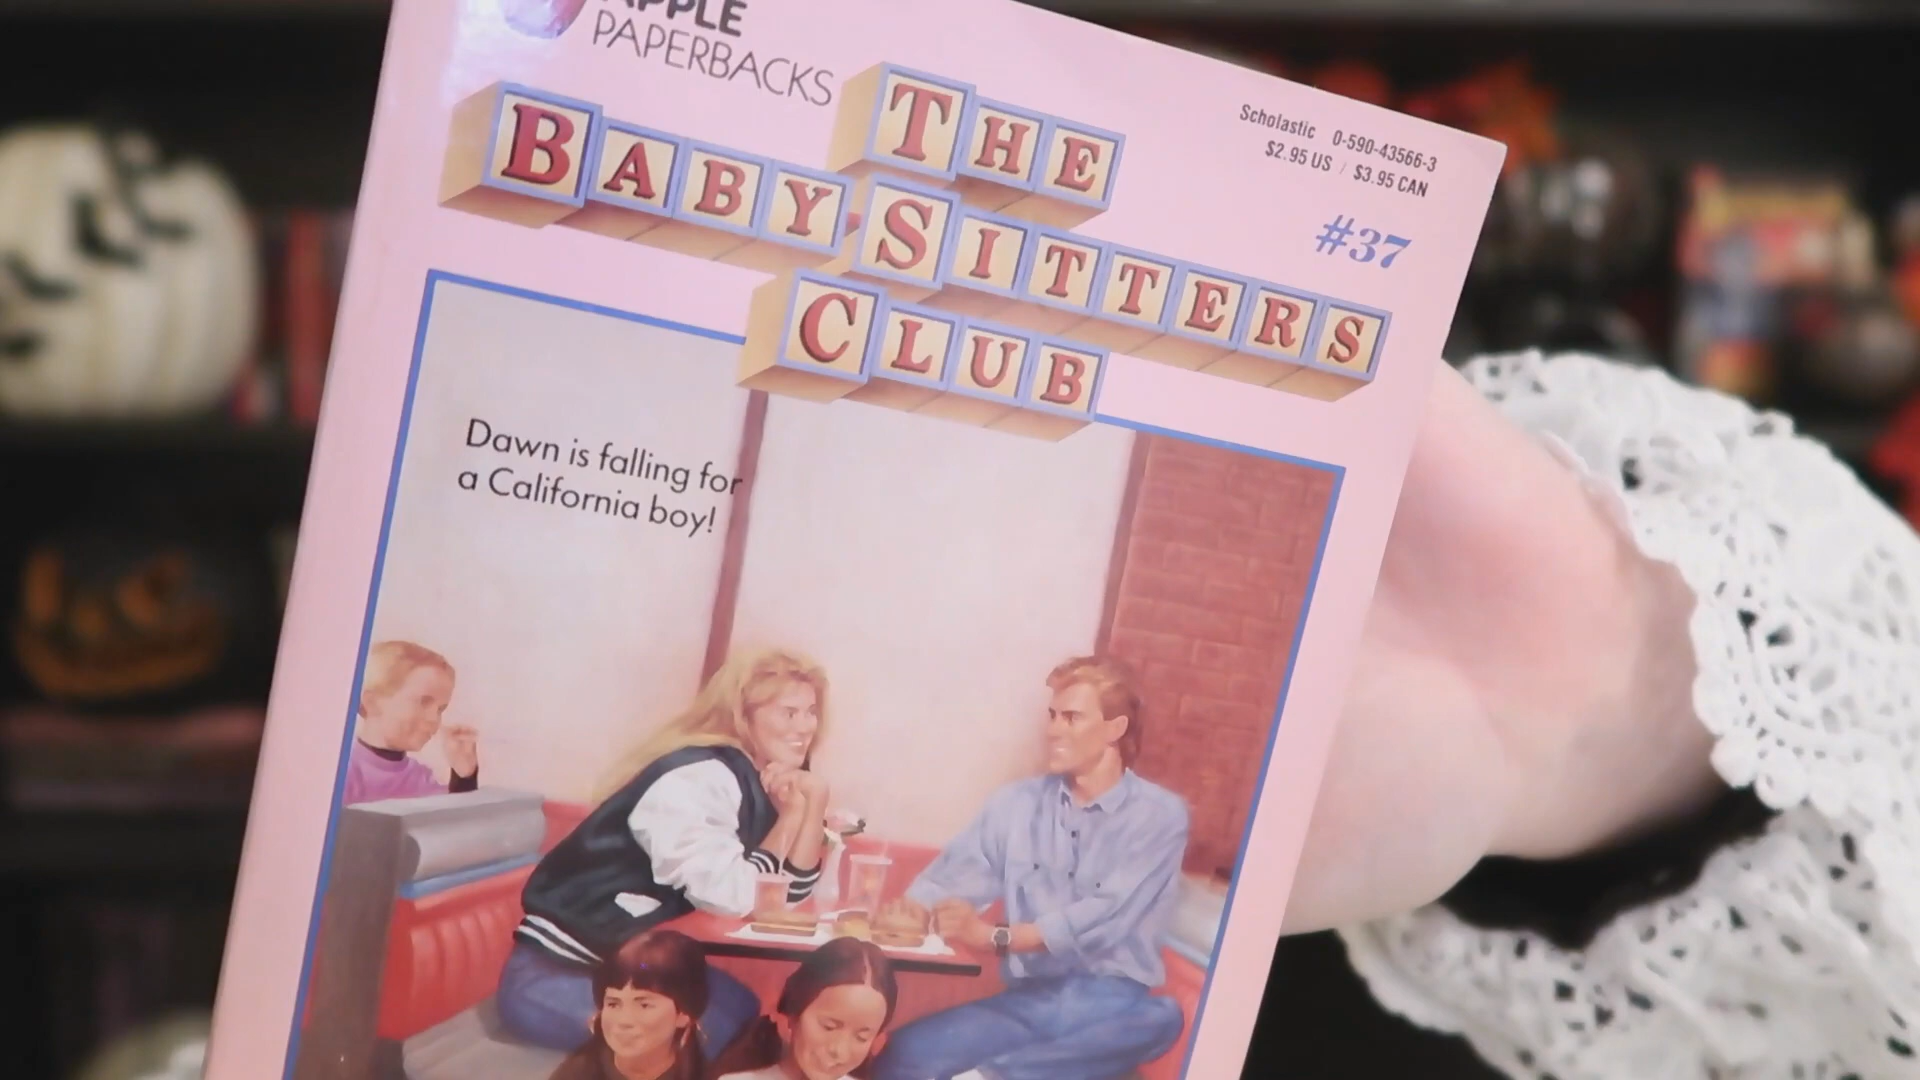 APPLE
PAPERBACKS
THE
BABY SITTERS
CLUB
Scholastic 0-590-43566-3
$2.95 US / $3.95 CAN
#37
Dawn is falling for
a California boy!